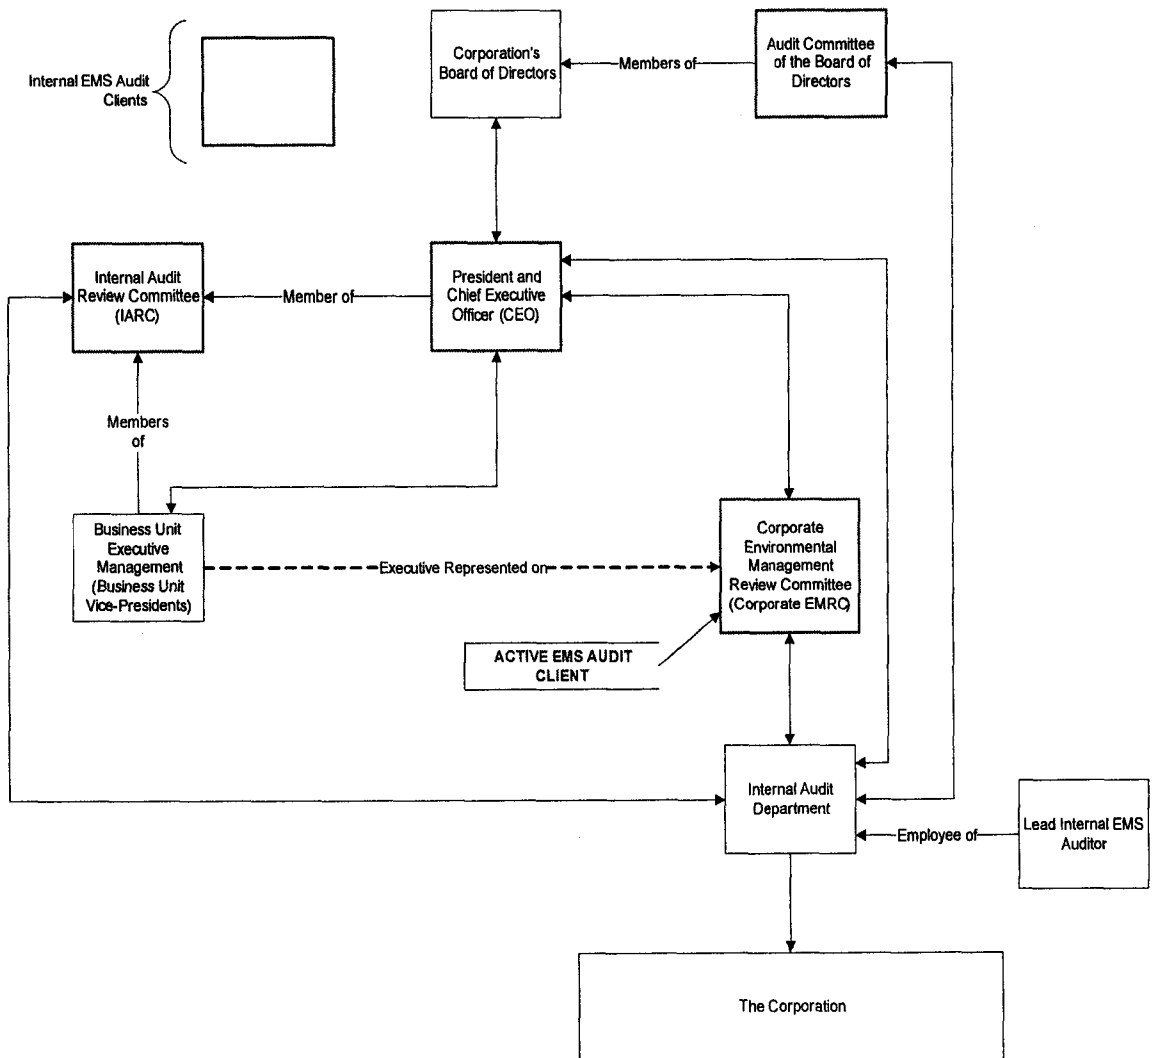 Internal EMS Audit
Clients
Corporation's
Board of Directors
Members of
Audit Committee
of the Board of
Directors
Internal Audit
Review Committee
(IARC)
Member of
President and
Chief Executive
Officer (CEO)
Members
of
Business Unit
Executive
Management
(Business Unit
Vice-Presidents)
Executive Represented on
Corporate
Environmental
Management
Review Committee
(Corporate EMRC)
ACTIVE EMS AUDIT
CLIENT
Internal Audit
Department
Employee of
Lead Internal EMS
Auditor
The Corporation